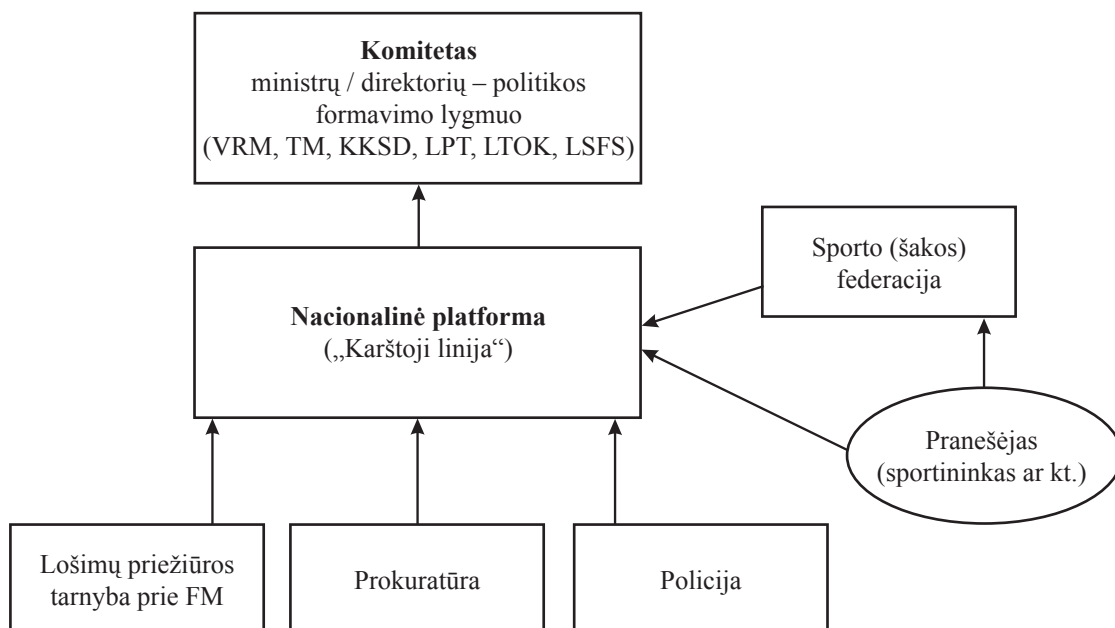 Komitetas
ministrų / direktorių – politikos
formavimo lygmuo
(VRM, TM, KKSD, LPT, LTOK, LSFS)
Sporto (šakos)
federacija
Nacionalinė platforma
(„Karštoji linija“)
Pranešėjas
(sportininkas ar kt.)
Lošimų priežiūros
tarnyba prie FM
Prokuratūra
Policija